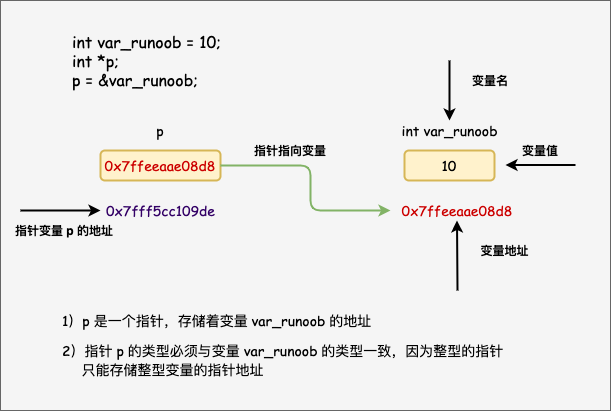 int var_runoob = 10;
int *p;
p = &var_runoob;
变量名
p
指针指向变量
int var_runoob
0x7ffeeaae08d8
10
变量值
0x7fff5cc109de
0x7ffeeaae08d8
指针变量 p 的地址
变量地址
1）p 是一个指针，存储着变量 var_runoob 的地址
2）指针 p 的类型必须与变量 var_runoob 的类型一致，因为整型的指针
只能存储整型变量的指针地址